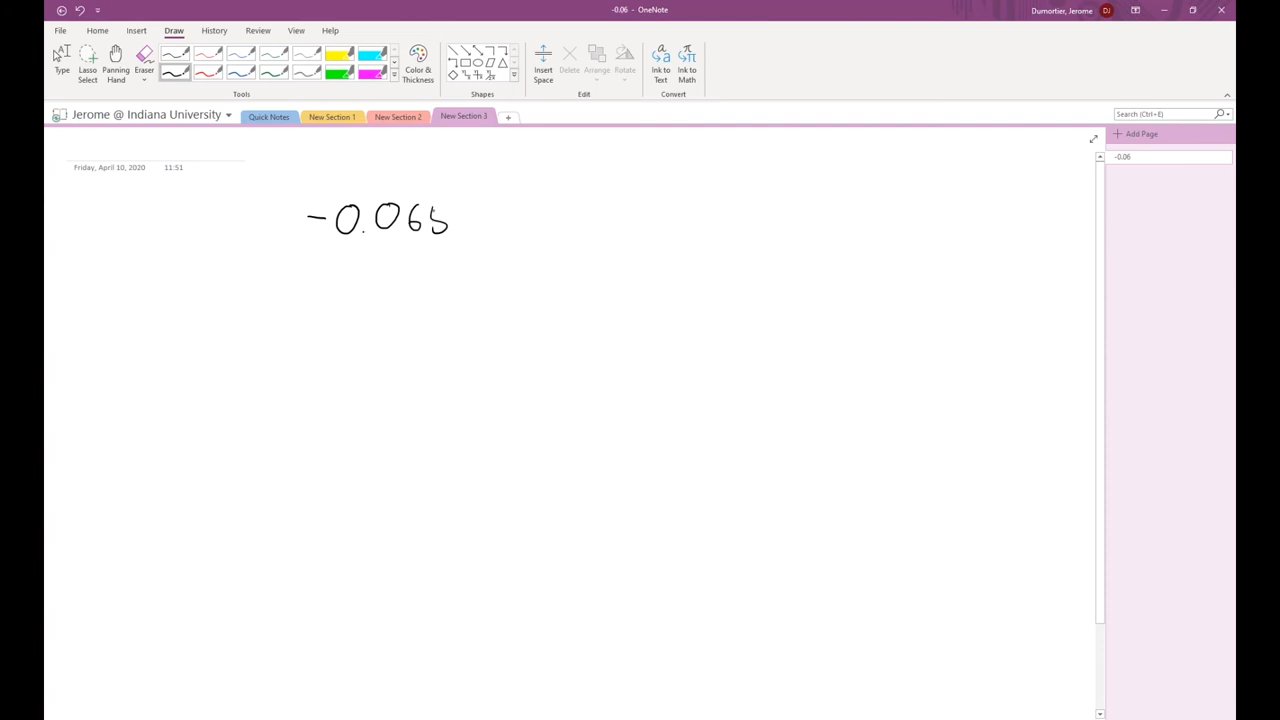 -0.06 - OneNote
Dumortier, Jerome DJ
File Home Insert Draw History Review View Help
Type
Lasso Select
Panning Hand
Eraser
Color & Thickness
Insert Space
Delete
Arrange
Rotate
Ink to Text
Ink to Math
Tools
Shapes
Edit
Convert
Jerome @ Indiana University
Quick Notes
New Section 1
New Section 2
New Section 3
Search (Ctrl+E)
Add Page
-0.06
Friday, April 10, 2020 11:51
-0.065